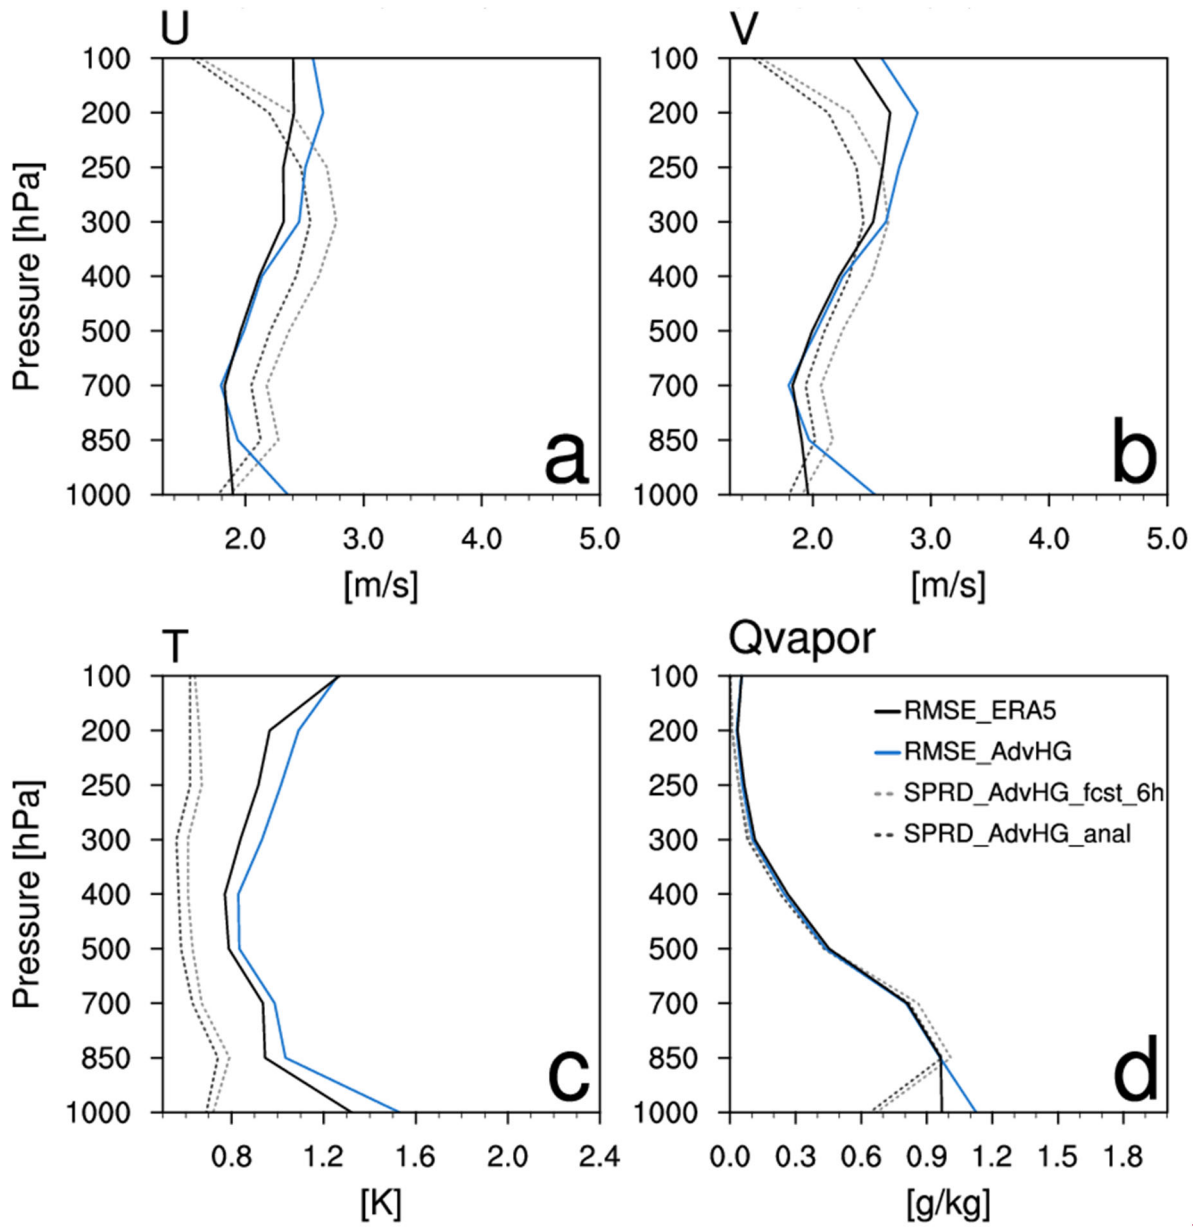 U
100
200
250
300
400
500
700
850
1000
Pressure [hPa]
2.0 3.0 4.0 5.0
[m/s]
a
V
100
200
250
300
400
500
700
850
1000
2.0 3.0 4.0 5.0
[m/s]
b
T
100
200
250
300
400
500
700
850
1000
Pressure [hPa]
0.8 1.2 1.6 2.0 2.4
[K]
c
Qvapor
100
200
250
300
400
500
700
850
1000
RMSE_ERA5
RMSE_AdvHG
SPRD_AdvHG_fcst_6h
SPRD_AdvHG_anal
0.0 0.3 0.6 0.9 1.2 1.5 1.8
[g/kg]
d